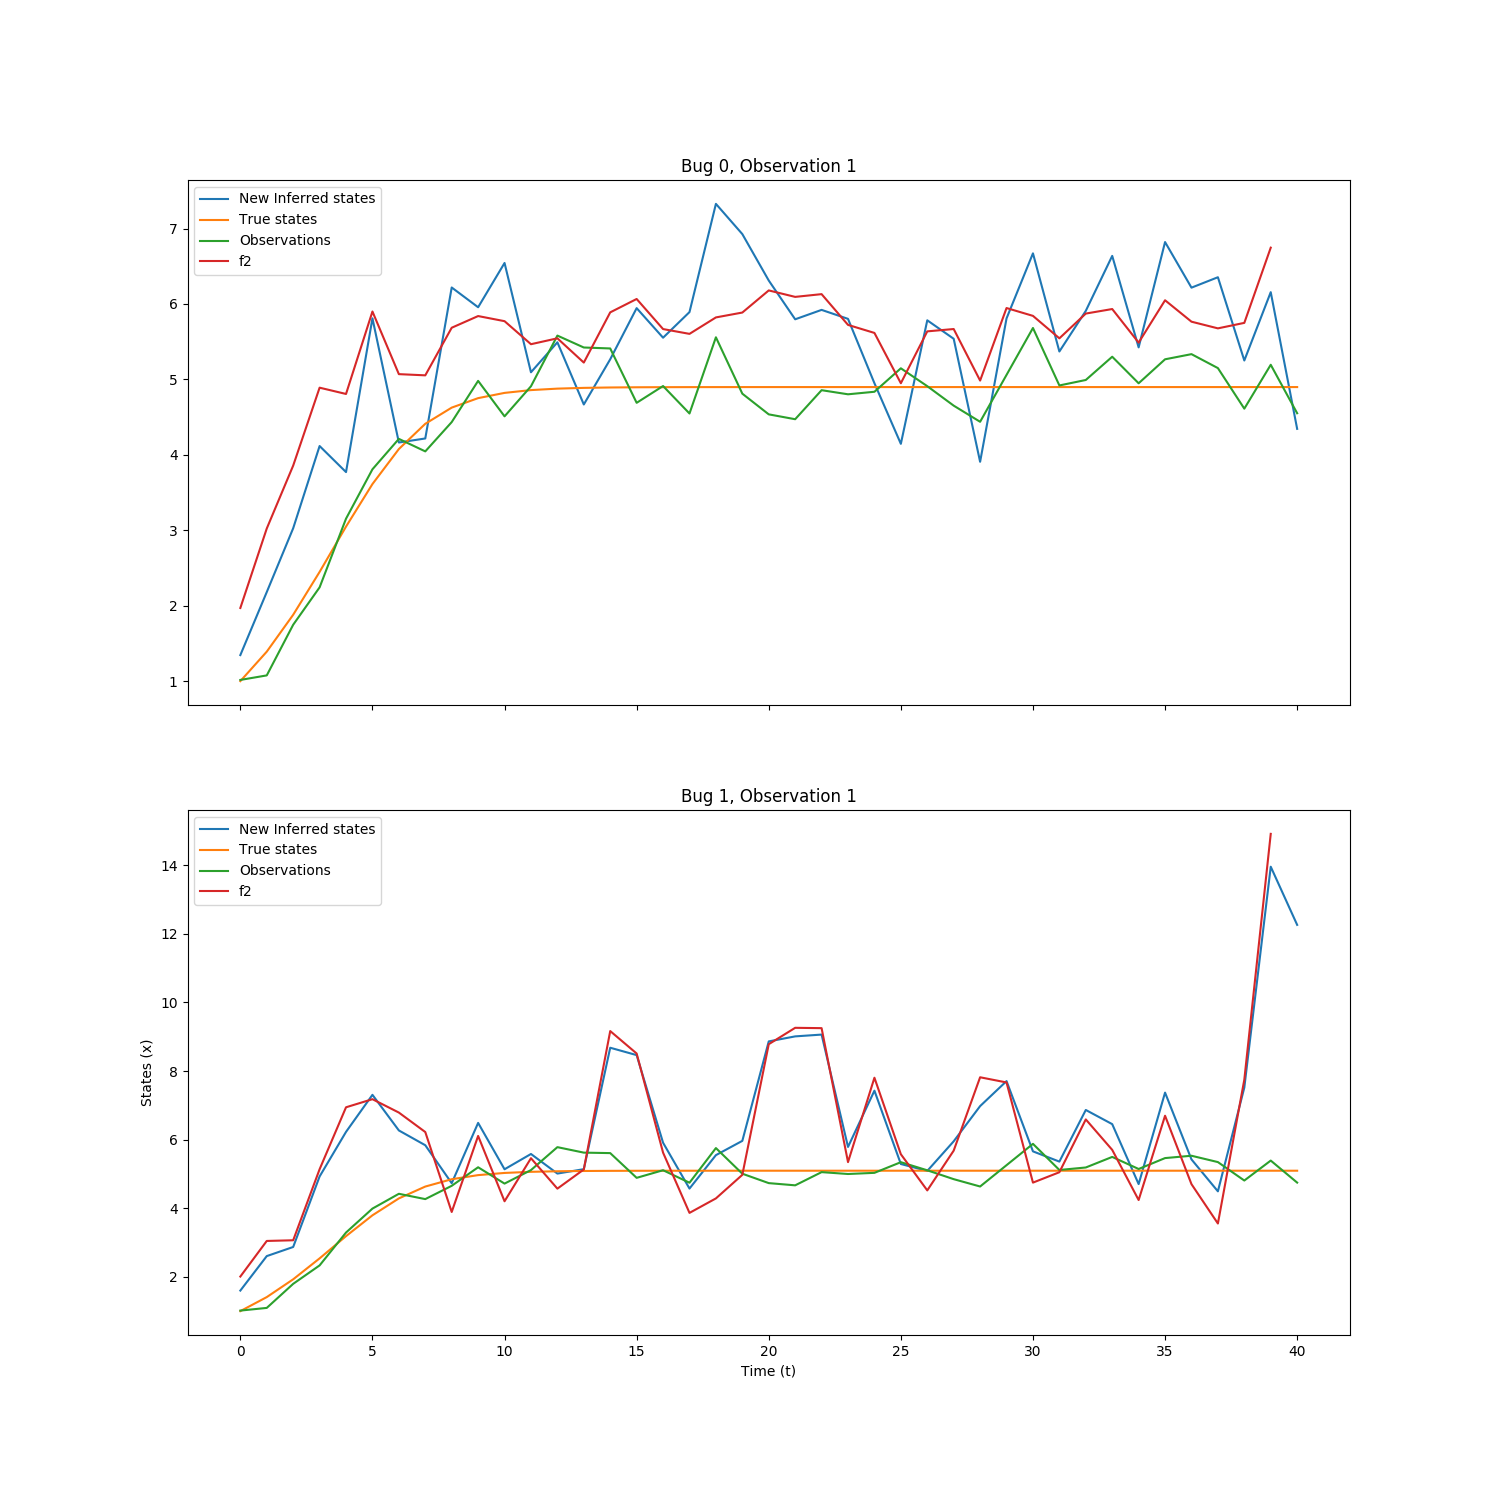 Bug 0, Observation 1
New Inferred states
True states
Observations
f2
7
6
5
4
3
2
1
Bug 1, Observation 1
New Inferred states
True states
Observations
f2
14
12
10
8
6
4
2
States (x)
0 5 10 15 20 25 30 35 40
Time (t)